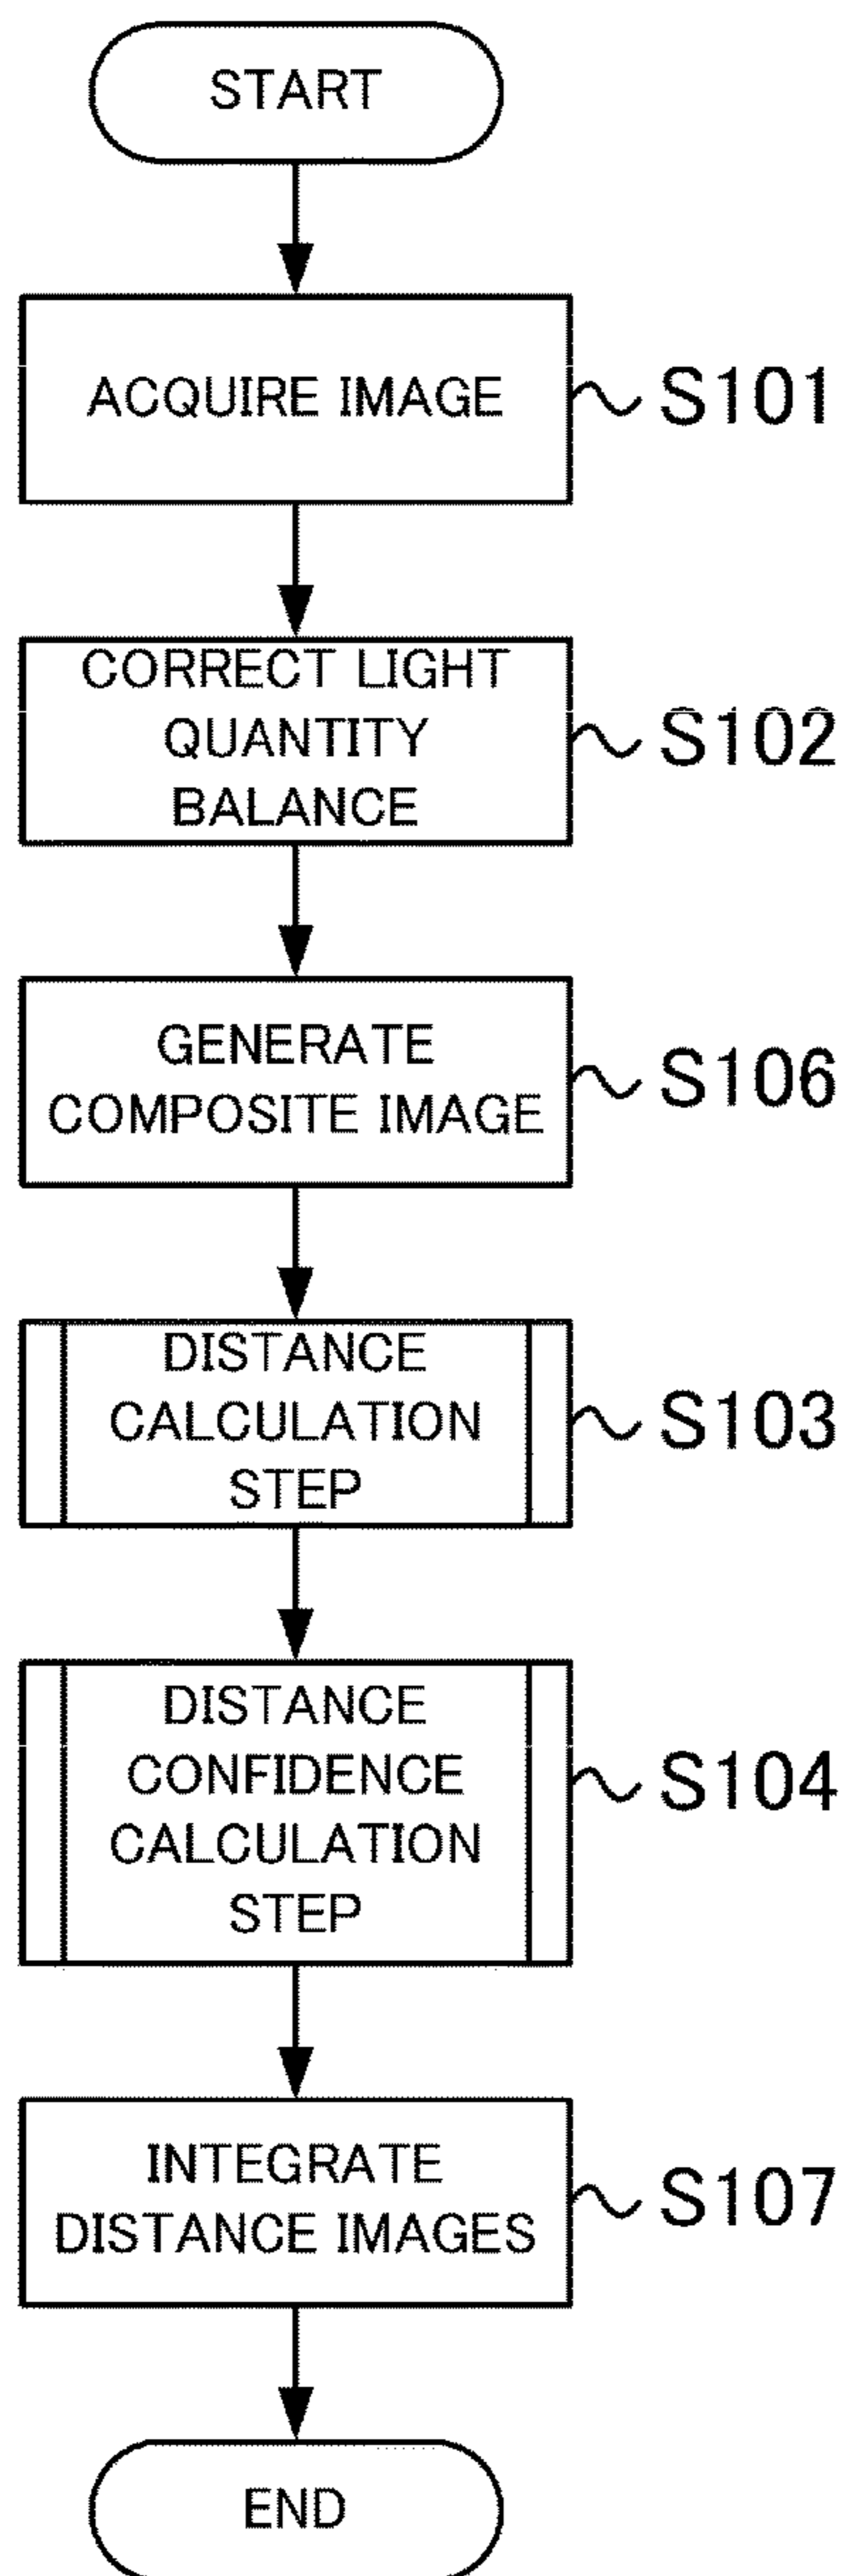 START
ACQUIRE IMAGE
S101
CORRECT LIGHT
QUANTITY
BALANCE
S102
GENERATE
COMPOSITE IMAGE
S106
DISTANCE
CALCULATION
STEP
S103
DISTANCE
CONFIDENCE
CALCULATION
STEP
S104
INTEGRATE
DISTANCE IMAGES
S107
END